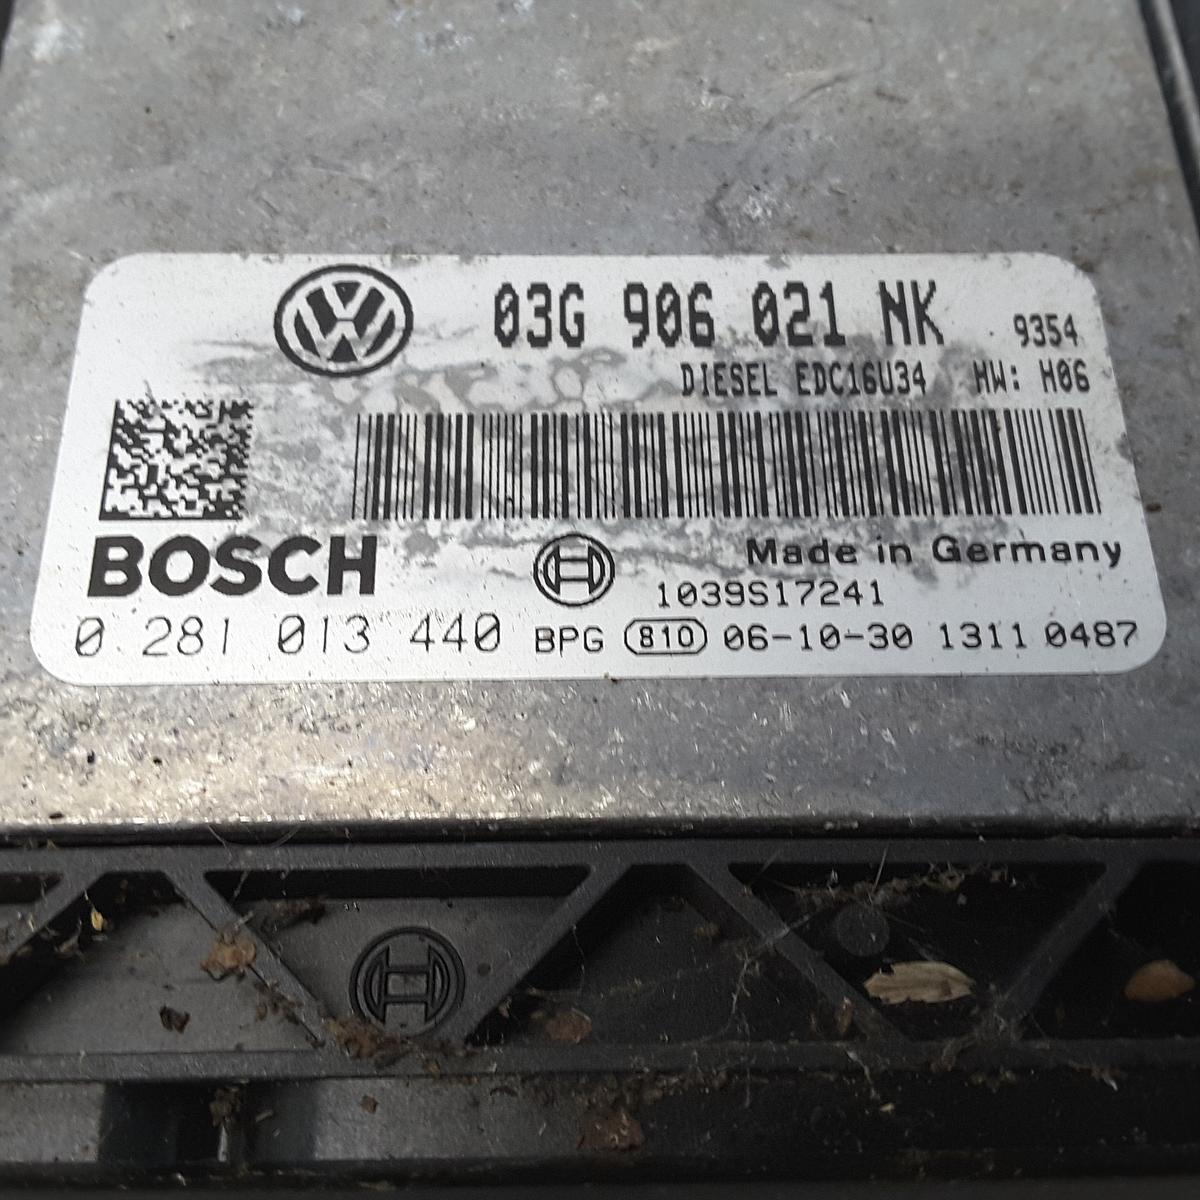 03G 906 021 NK 9354
DIESEL EDC16U34 HW: H06
BOSCH
Made in Germany
1039S17241
0 281 013 440 BPG 810 06-10-30 1311 0487